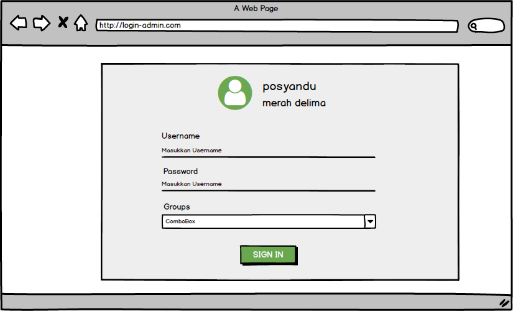 A Web Page
http://login-admin.com
posyandu
merah delima
Username
Masukkan Username
Password
Masukkan Username
Groups
ComboBox
SIGN IN